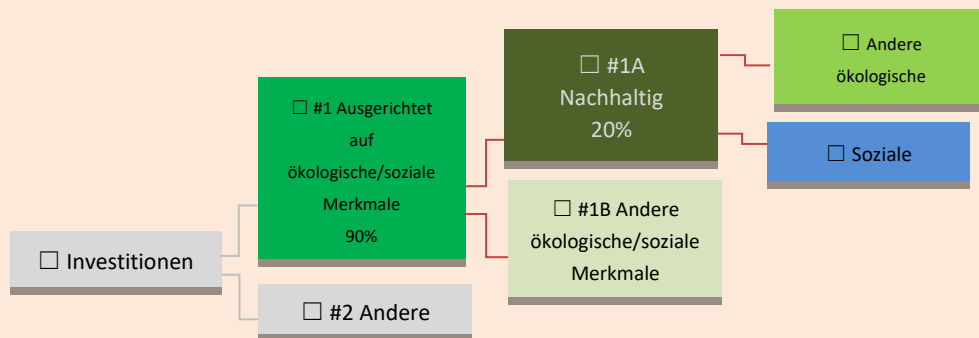 ☐ Investitionen
☐ #1 Ausgerichtet
auf
ökologische/soziale
Merkmale
90%
☐ #2 Andere
☐ #1A
Nachhaltig
20%
☐ #1B Andere
ökologische/soziale
Merkmale
☐ Andere
ökologische
☐ Soziale